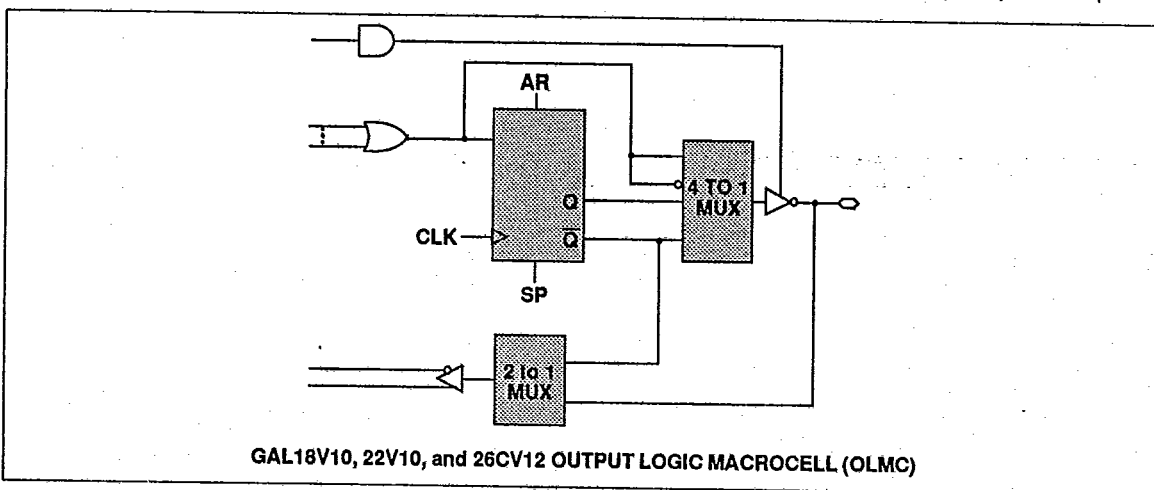 AR
Q
4 TO 1
MUX
CLK
Q
SP
2 to 1
MUX
GAL18V10, 22V10, and 26CV12 OUTPUT LOGIC MACROCELL (OLMC)